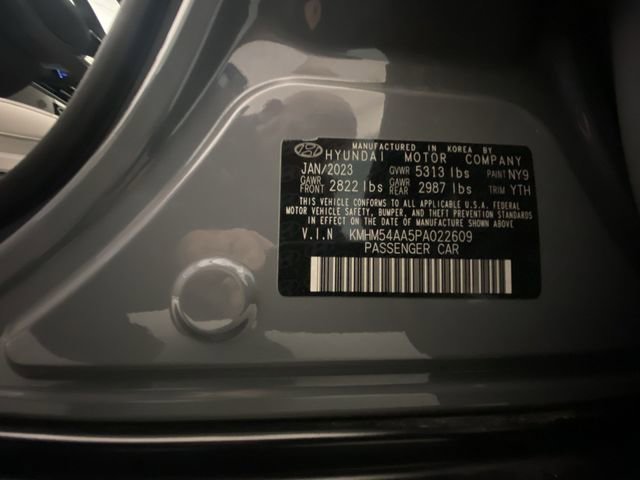 MANUFACTURED IN KOREA BY
HYUNDAI MOTOR COMPANY
JAN/2023 GVWR 5313 lbs PAINT NY9
GAWR FRONT 2822 lbs GAWR REAR 2987 lbs TRIM YTH
THIS VEHICLE CONFORMS TO ALL APPLICABLE U.S.A. FEDERAL
MOTOR VEHICLE SAFETY, BUMPER, AND THEFT PREVENTION STANDARDS
IN EFFECT ON THE DATE OF MANUFACTURE SHOWN ABOVE
V.I.N KMHM54AA5PA022609
PASSENGER CAR